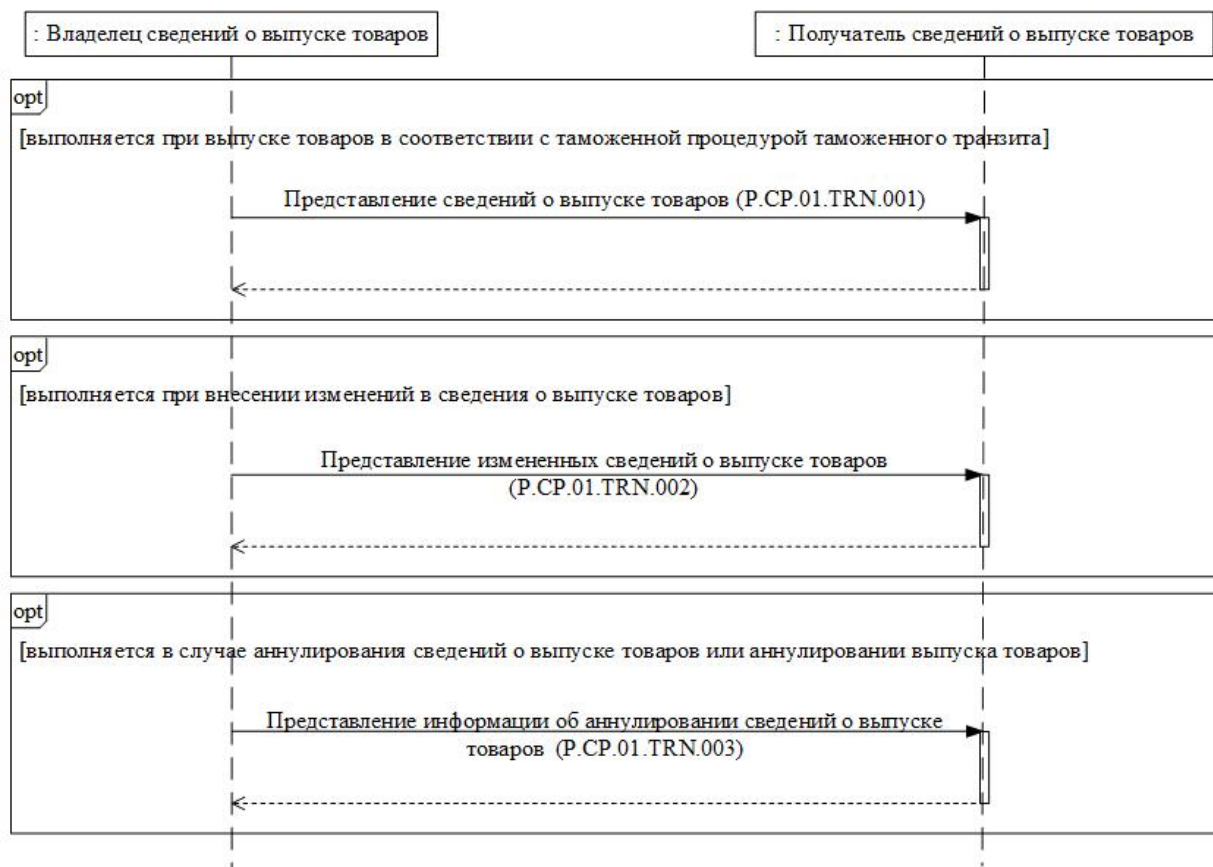 : Владелец сведений о выпуске товаров
: Получатель сведений о выпуске товаров
opt
[выполняется при выпуске товаров в соответствии с таможенной процедурой таможенного транзита]
Представление сведений о выпуске товаров (P.CP.01.TRN.001)
opt
[выполняется при внесении изменений в сведения о выпуске товаров]
Представление измененных сведений о выпуске товаров
(P.CP.01.TRN.002)
opt
[выполняется в случае аннулирования сведений о выпуске товаров или аннулировании выпуска товаров]
Представление информации об аннулировании сведений о выпуске
товаров (P.CP.01.TRN.003)